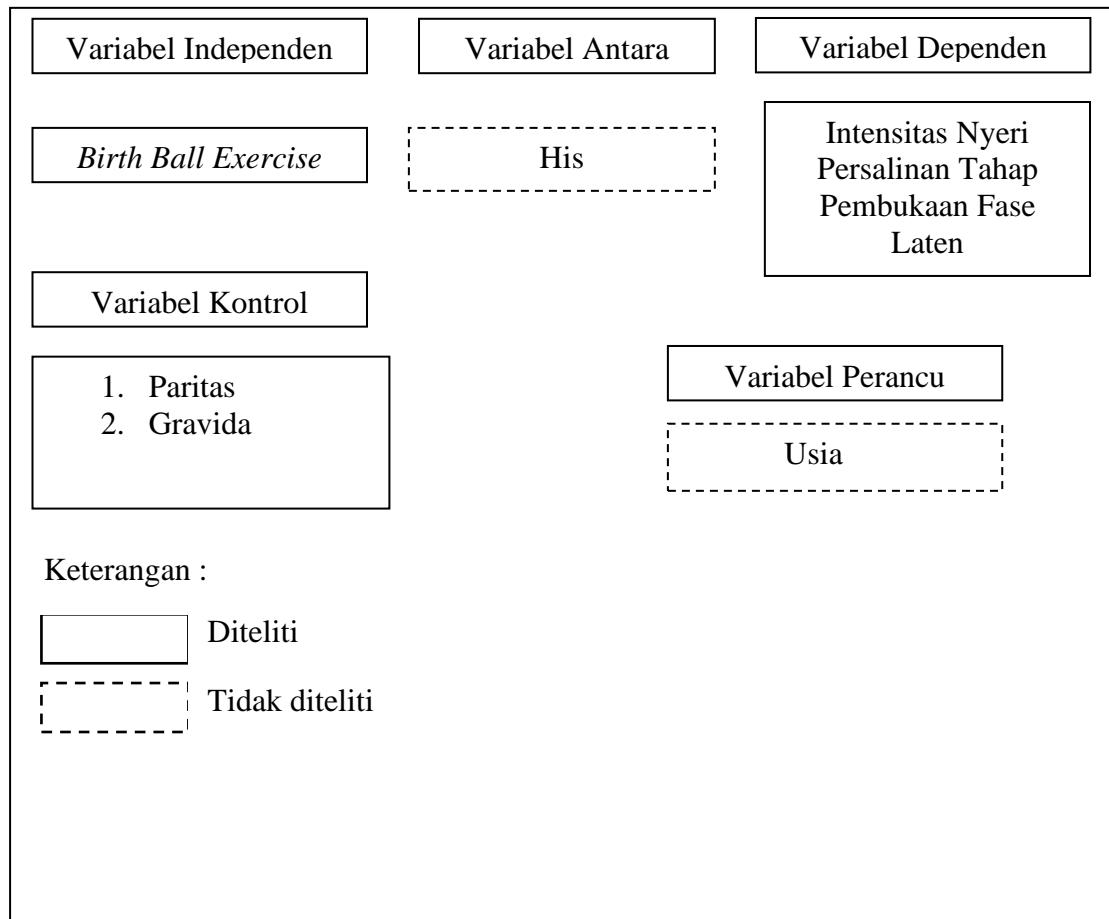 Variabel Independen
Variabel Antara
Variabel Dependen
Birth Ball Exercise
His
Intensitas Nyeri
Persalinan Tahap
Pembukaan Fase
Laten
Variabel Kontrol
1. Paritas
2. Gravida
Variabel Perancu
Usia
Keterangan :
Diteliti
Tidak diteliti